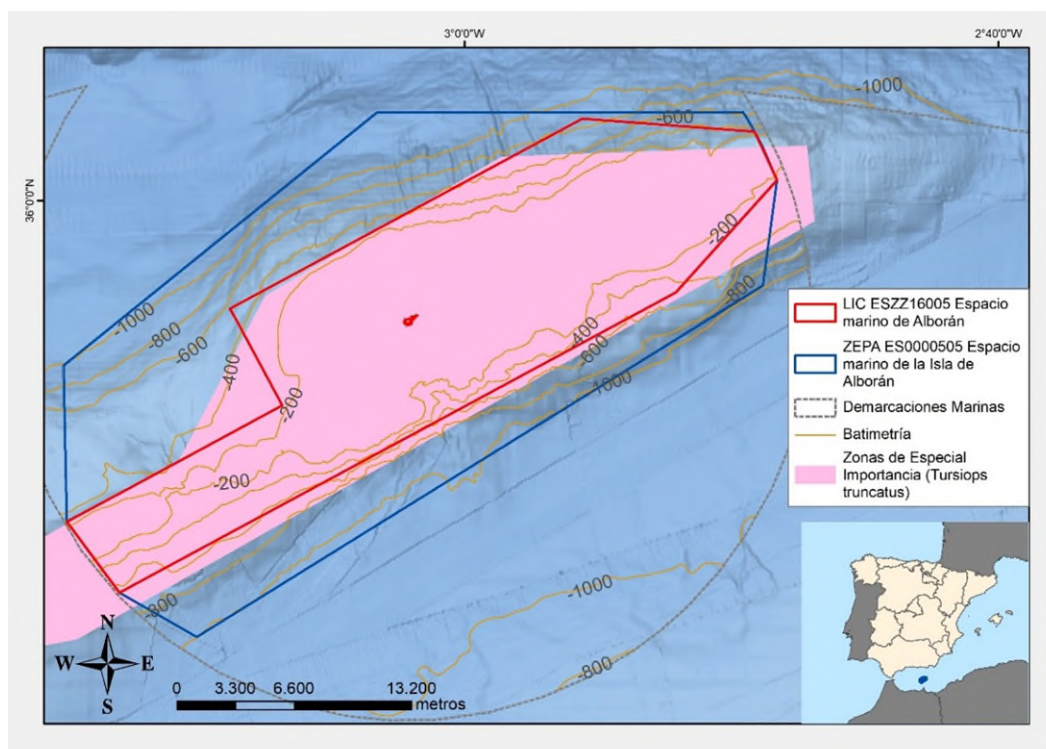 3°0'0"W
2°40'0"W
36°0'0"N
-1000
-600
-200
-1000
-800
-600
-400
-200
-800
-400
-600
1000
-200
-800
-1000
-800
LIC ESZZ16005 Espacio
marino de Alborán
ZEPA ES0000505 Espacio
marino de la Isla de
Alborán
Demarcaciones Marinas
Batimetría
Zonas de Especial
Importancia (Tursiops
truncatus)
N
W
E
S
0
3.300
6.600
13.200
metros